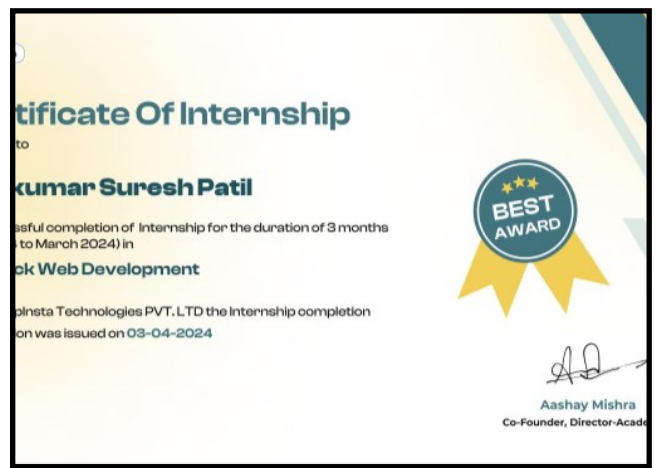 tificate Of Internship
to
kumar Suresh Patil
ssful completion of Internship for the duration of 3 months
to March 2024) in
ck Web Development
pInsta Technologies PVT. LTD the Internship completion
on was issued on 03-04-2024
BEST
AWARD
Aashay Mishra
Co-Founder, Director-Acade